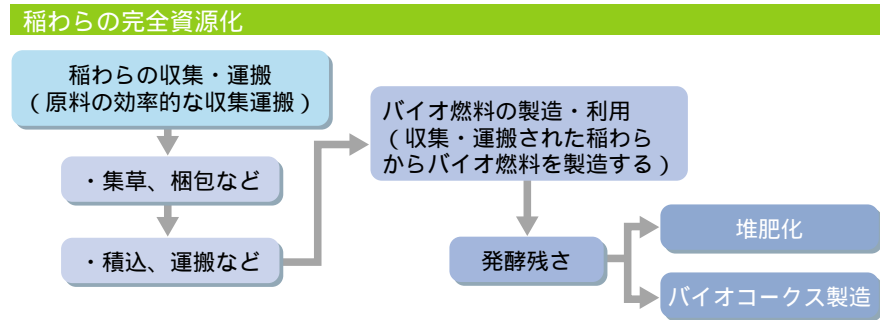 稲わらの完全資源化
稲わらの収集・運搬
（原料の効率的な収集運搬）
・集草、梱包など
・積込、運搬など
バイオ燃料の製造・利用
（収集・運搬された稲わら
からバイオ燃料を製造する）
発酵残さ
堆肥化
バイオコークス製造